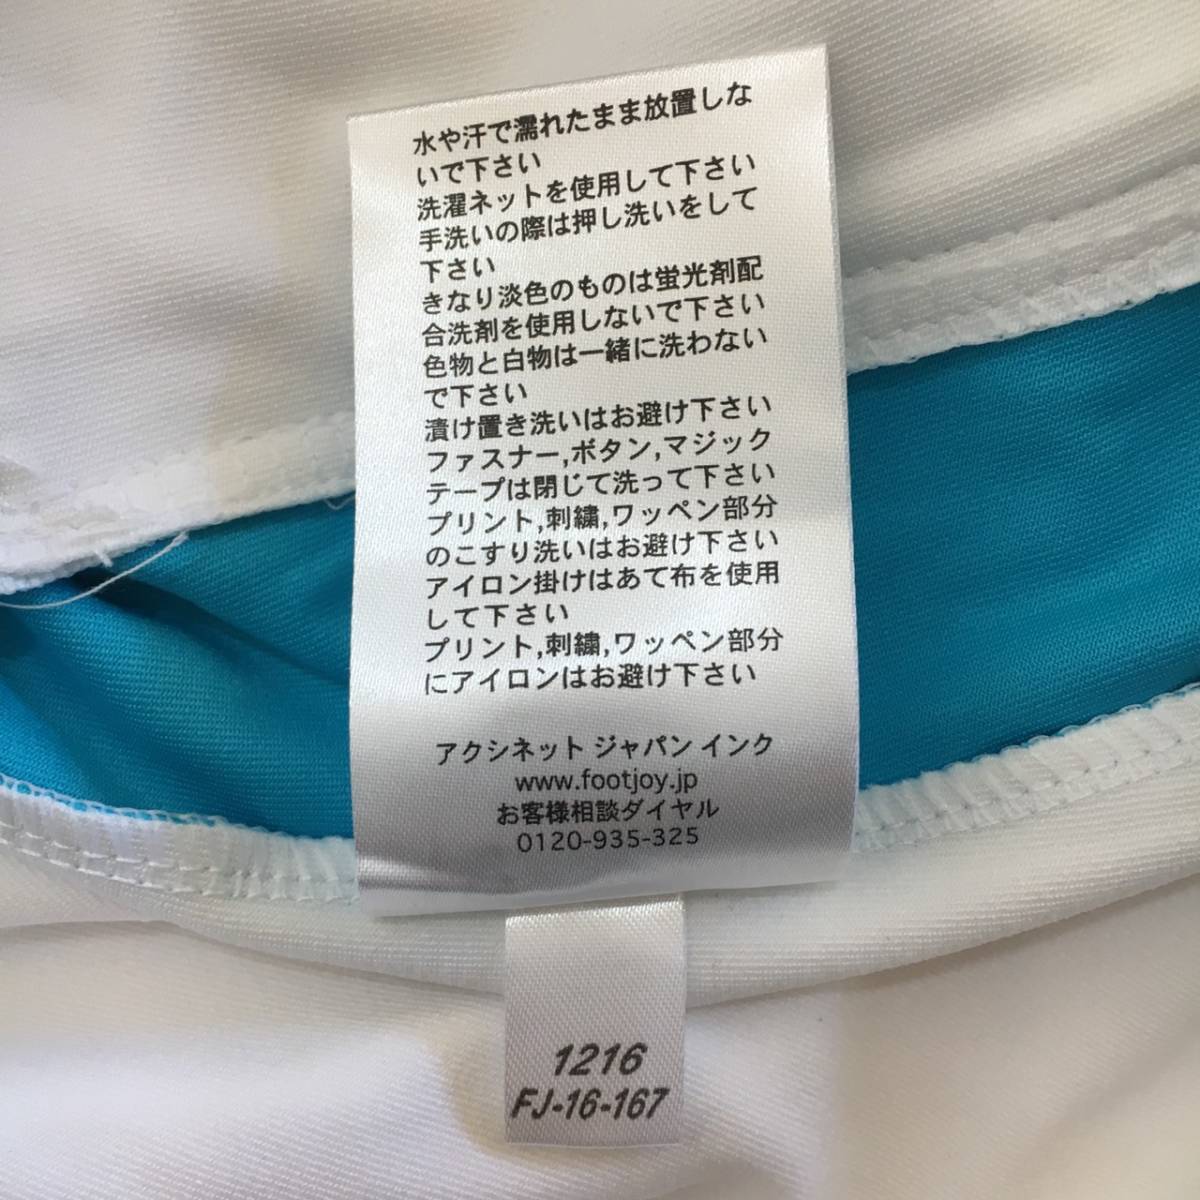 水や汗で濡れたまま放置しな
いで下さい
洗濯ネットを使用して下さい
手洗いの際は押し洗いをして
下さい
きなり淡色のものは蛍光剤配
合洗剤を使用しないで下さい
色物と白物は一緒に洗わない
で下さい
漬け置き洗いはお避け下さい
ファスナー,ボタン,マジック
テープは閉じて洗って下さい
プリント,刺繍,ワッペン部分
のこすり洗いはお避け下さい
アイロン掛けはあて布を使用
して下さい
プリント,刺繍,ワッペン部分
にアイロンはお避け下さい
アクシネット ジャパン インク
www.footjoy.jp
お客様相談ダイヤル
0120-935-325
1216
FJ-16-167